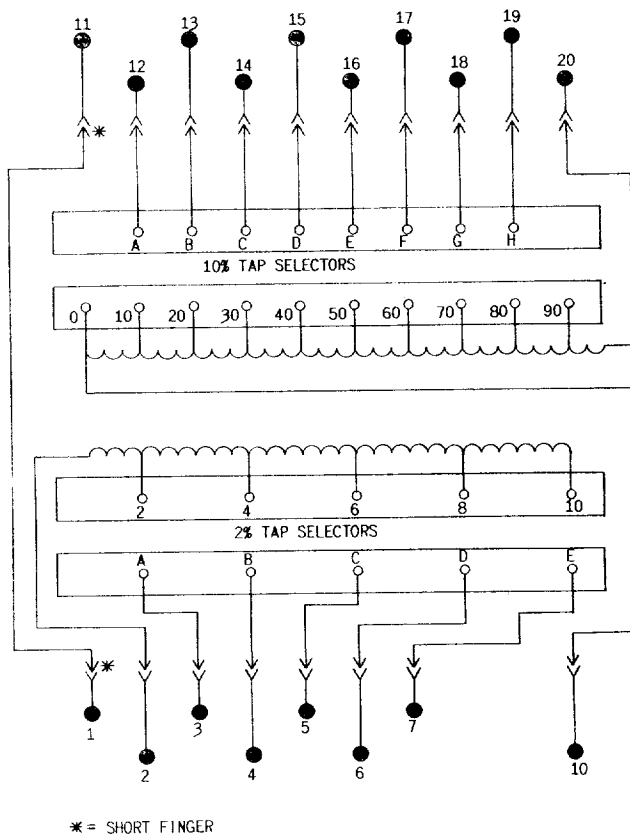 11 13 15 17 19
12 14 16 18 20
*
A B C D E F G H
10% TAP SELECTORS
0 10 20 30 40 50 60 70 80 90
2 4 6 8 10
2% TAP SELECTORS
A B C D E
*
1 3 5 7
2 4 6 10
* = SHORT FINGER